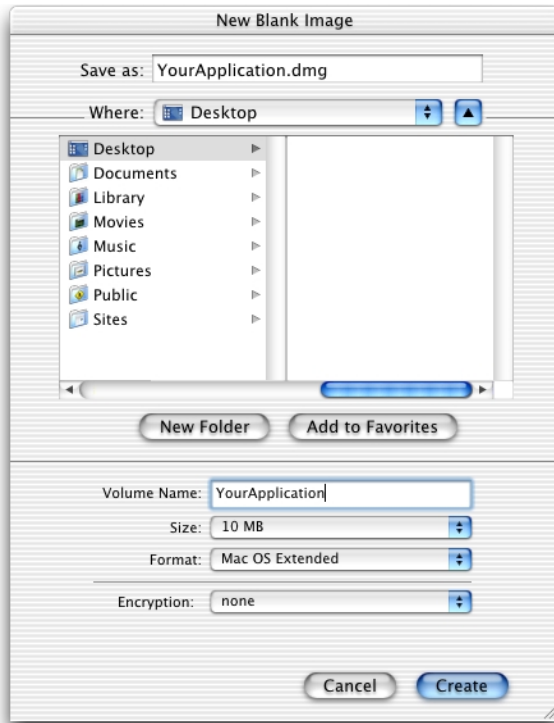 New Blank Image
Save as: YourApplication.dmg
Where: Desktop
Desktop
Documents
Library
Movies
Music
Pictures
Public
Sites
New Folder Add to Favorites
Volume Name: YourApplication
Size: 10 MB
Format: Mac OS Extended
Encryption: none
Cancel Create